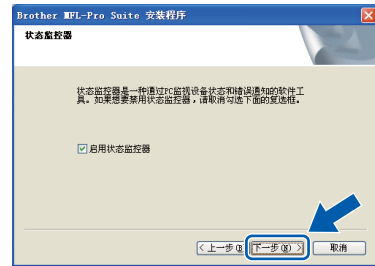 Brother MFL-Pro Suite 安装程序
状态监控器
状态监控器是一种通过PC监视设备状态和错误通知的软件工
具。如果想要禁用状态监控器，请取消勾选下面的复选框。
启用状态监控器
<上一步(B) 下一步(N) > 取消